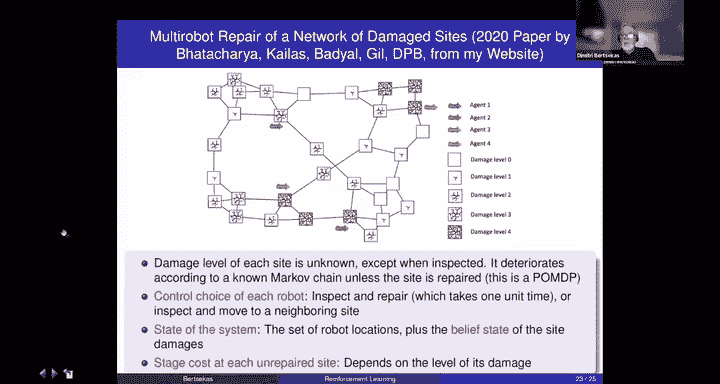 Multirobot Repair of a Network of Damaged Sites (2020 Paper by
Bhatacharya, Kailas, Badyal, Gil, DPB, from my Website)
Dimitri Bertsekas
Dimitri Bertsekas
Agent 1
Agent 2
Agent 3
Agent 4
Damage level 0
Damage level 1
Damage level 2
Damage level 3
Damage level 4
Damage level of each site is unknown, except when inspected. It deteriorates
according to a known Markov chain unless the site is repaired (this is a POMDP)
Control choice of each robot: Inspect and repair (which takes one unit time), or
inspect and move to a neighboring site
State of the system: The set of robot locations, plus the belief state of the site
damages
Stage cost at each unrepaired site: Depends on the level of its damage
Bertsekas Reinforcement Learning 23 / 25